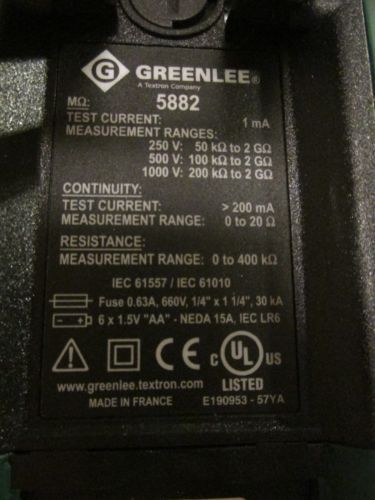 G GREENLEE®
A Textron Company
MΩ: 5882
TEST CURRENT: 1 mA
MEASUREMENT RANGES:
250 V: 50 kΩ to 2 GΩ
500 V: 100 kΩ to 2 GΩ
1000 V: 200 kΩ to 2 GΩ
CONTINUITY:
TEST CURRENT: > 200 mA
MEASUREMENT RANGE: 0 to 20 Ω
RESISTANCE:
MEASUREMENT RANGE: 0 to 400 kΩ
IEC 61557 / IEC 61010
Fuse 0.63A, 660V, 1/4" x 1 1/4", 30 kA
6 x 1.5V "AA" - NEDA 15A, IEC LR6
CE C UL ® US
www.greenlee.textron.com LISTED
MADE IN FRANCE E190953 - 57YA